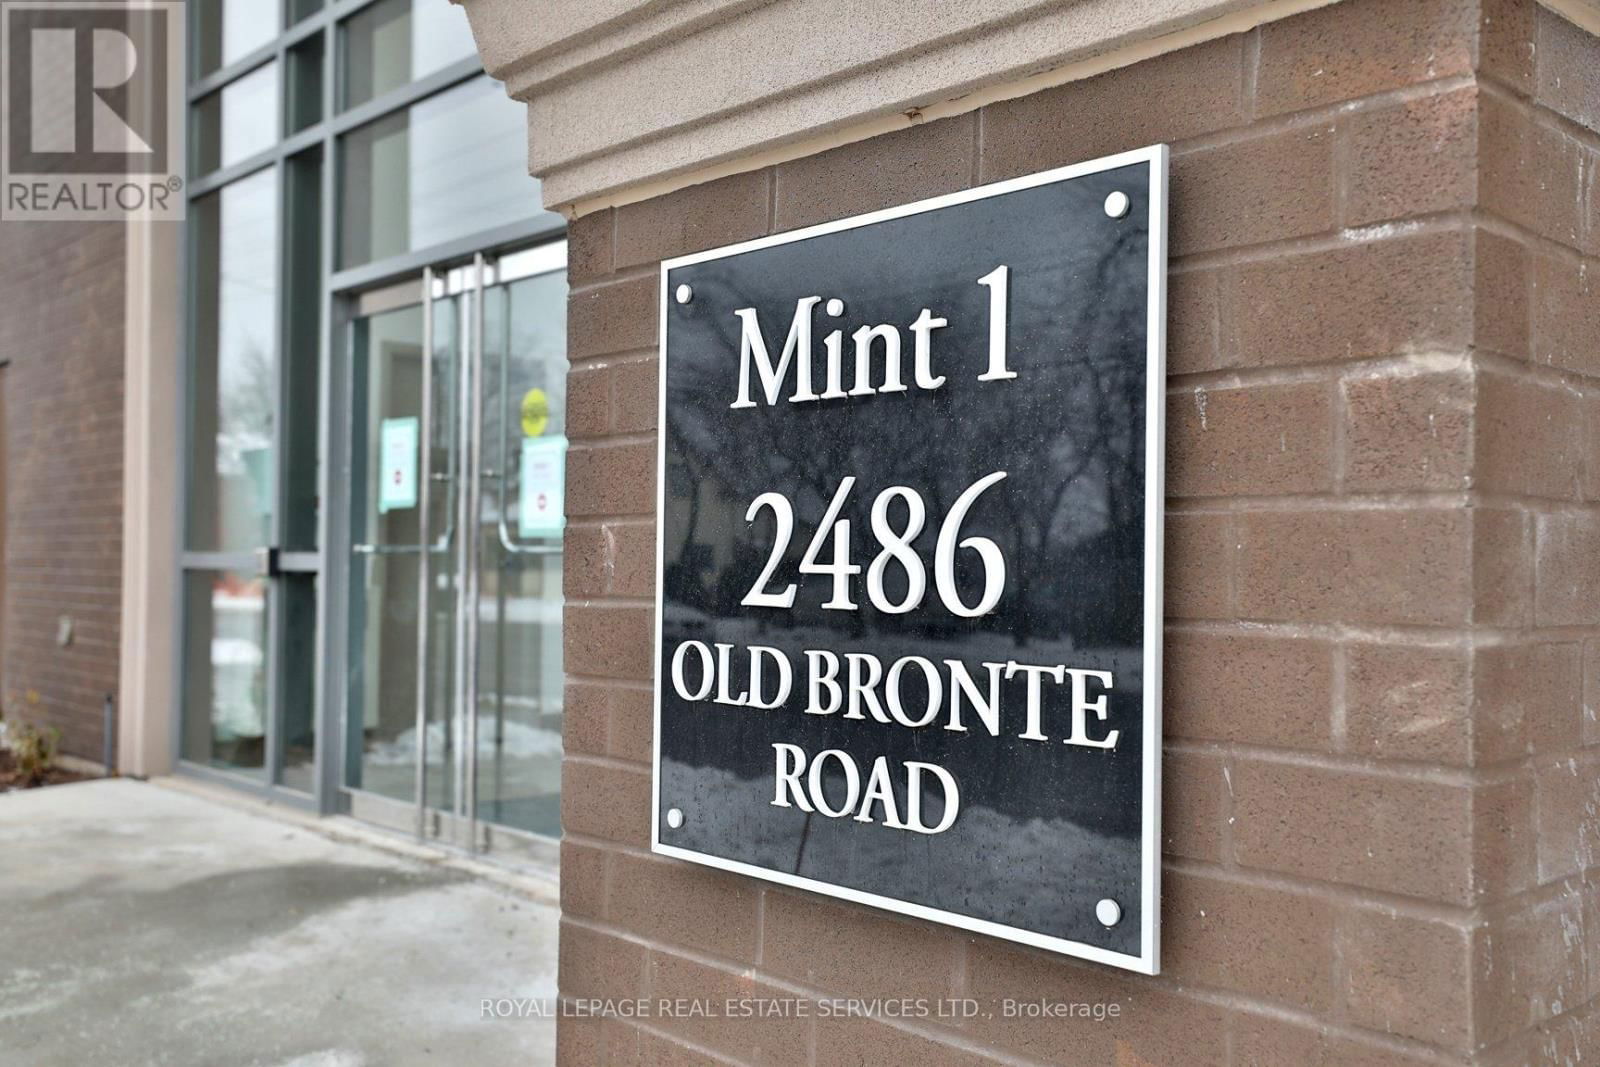 REALTOR®
Mint 1
2486
OLD BRONTE
ROAD
ROYAL LEPAGE REAL ESTATE SERVICES LTD., Brokerage